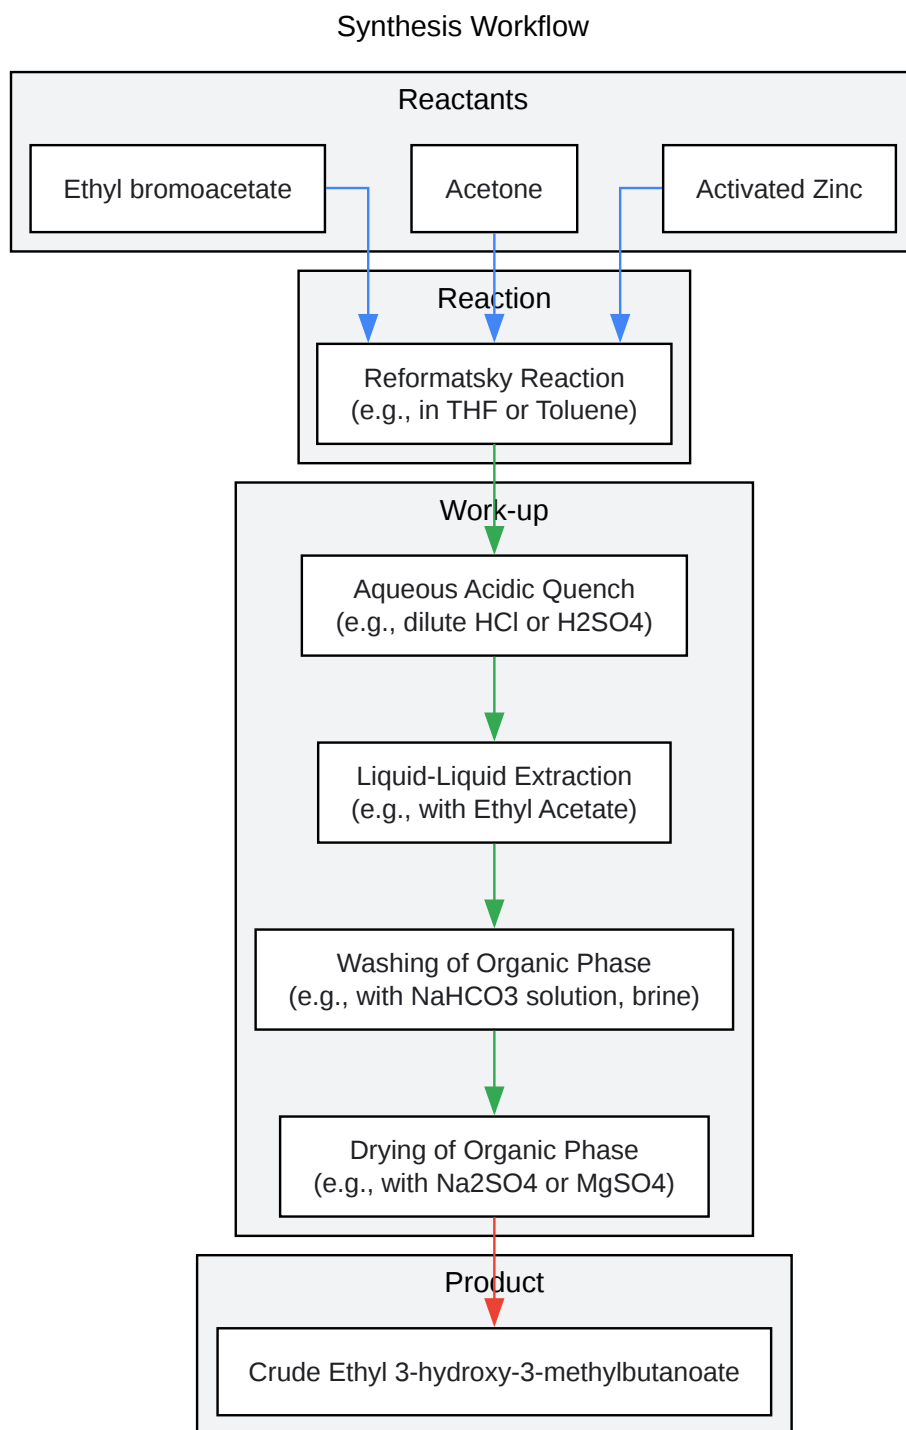 Synthesis Workflow
Reactants
Ethyl bromoacetate
Acetone
Activated Zinc
Reaction
Reformatsky Reaction
(e.g., in THF or Toluene)
Work-up
Aqueous Acidic Quench
(e.g., dilute HCl or H2SO4)
Liquid-Liquid Extraction
(e.g., with Ethyl Acetate)
Washing of Organic Phase
(e.g., with NaHCO3 solution, brine)
Drying of Organic Phase
(e.g., with Na2SO4 or MgSO4)
Product
Crude Ethyl 3-hydroxy-3-methylbutanoate